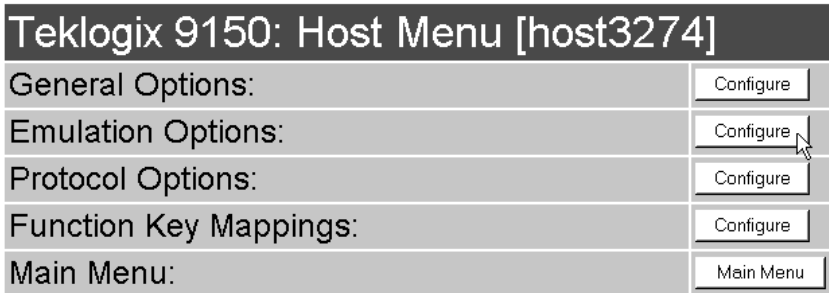 Teklogix 9150: Host Menu [host3274]
General Options: Configure
Emulation Options: Configure
Protocol Options: Configure
Function Key Mappings: Configure
Main Menu: Main Menu